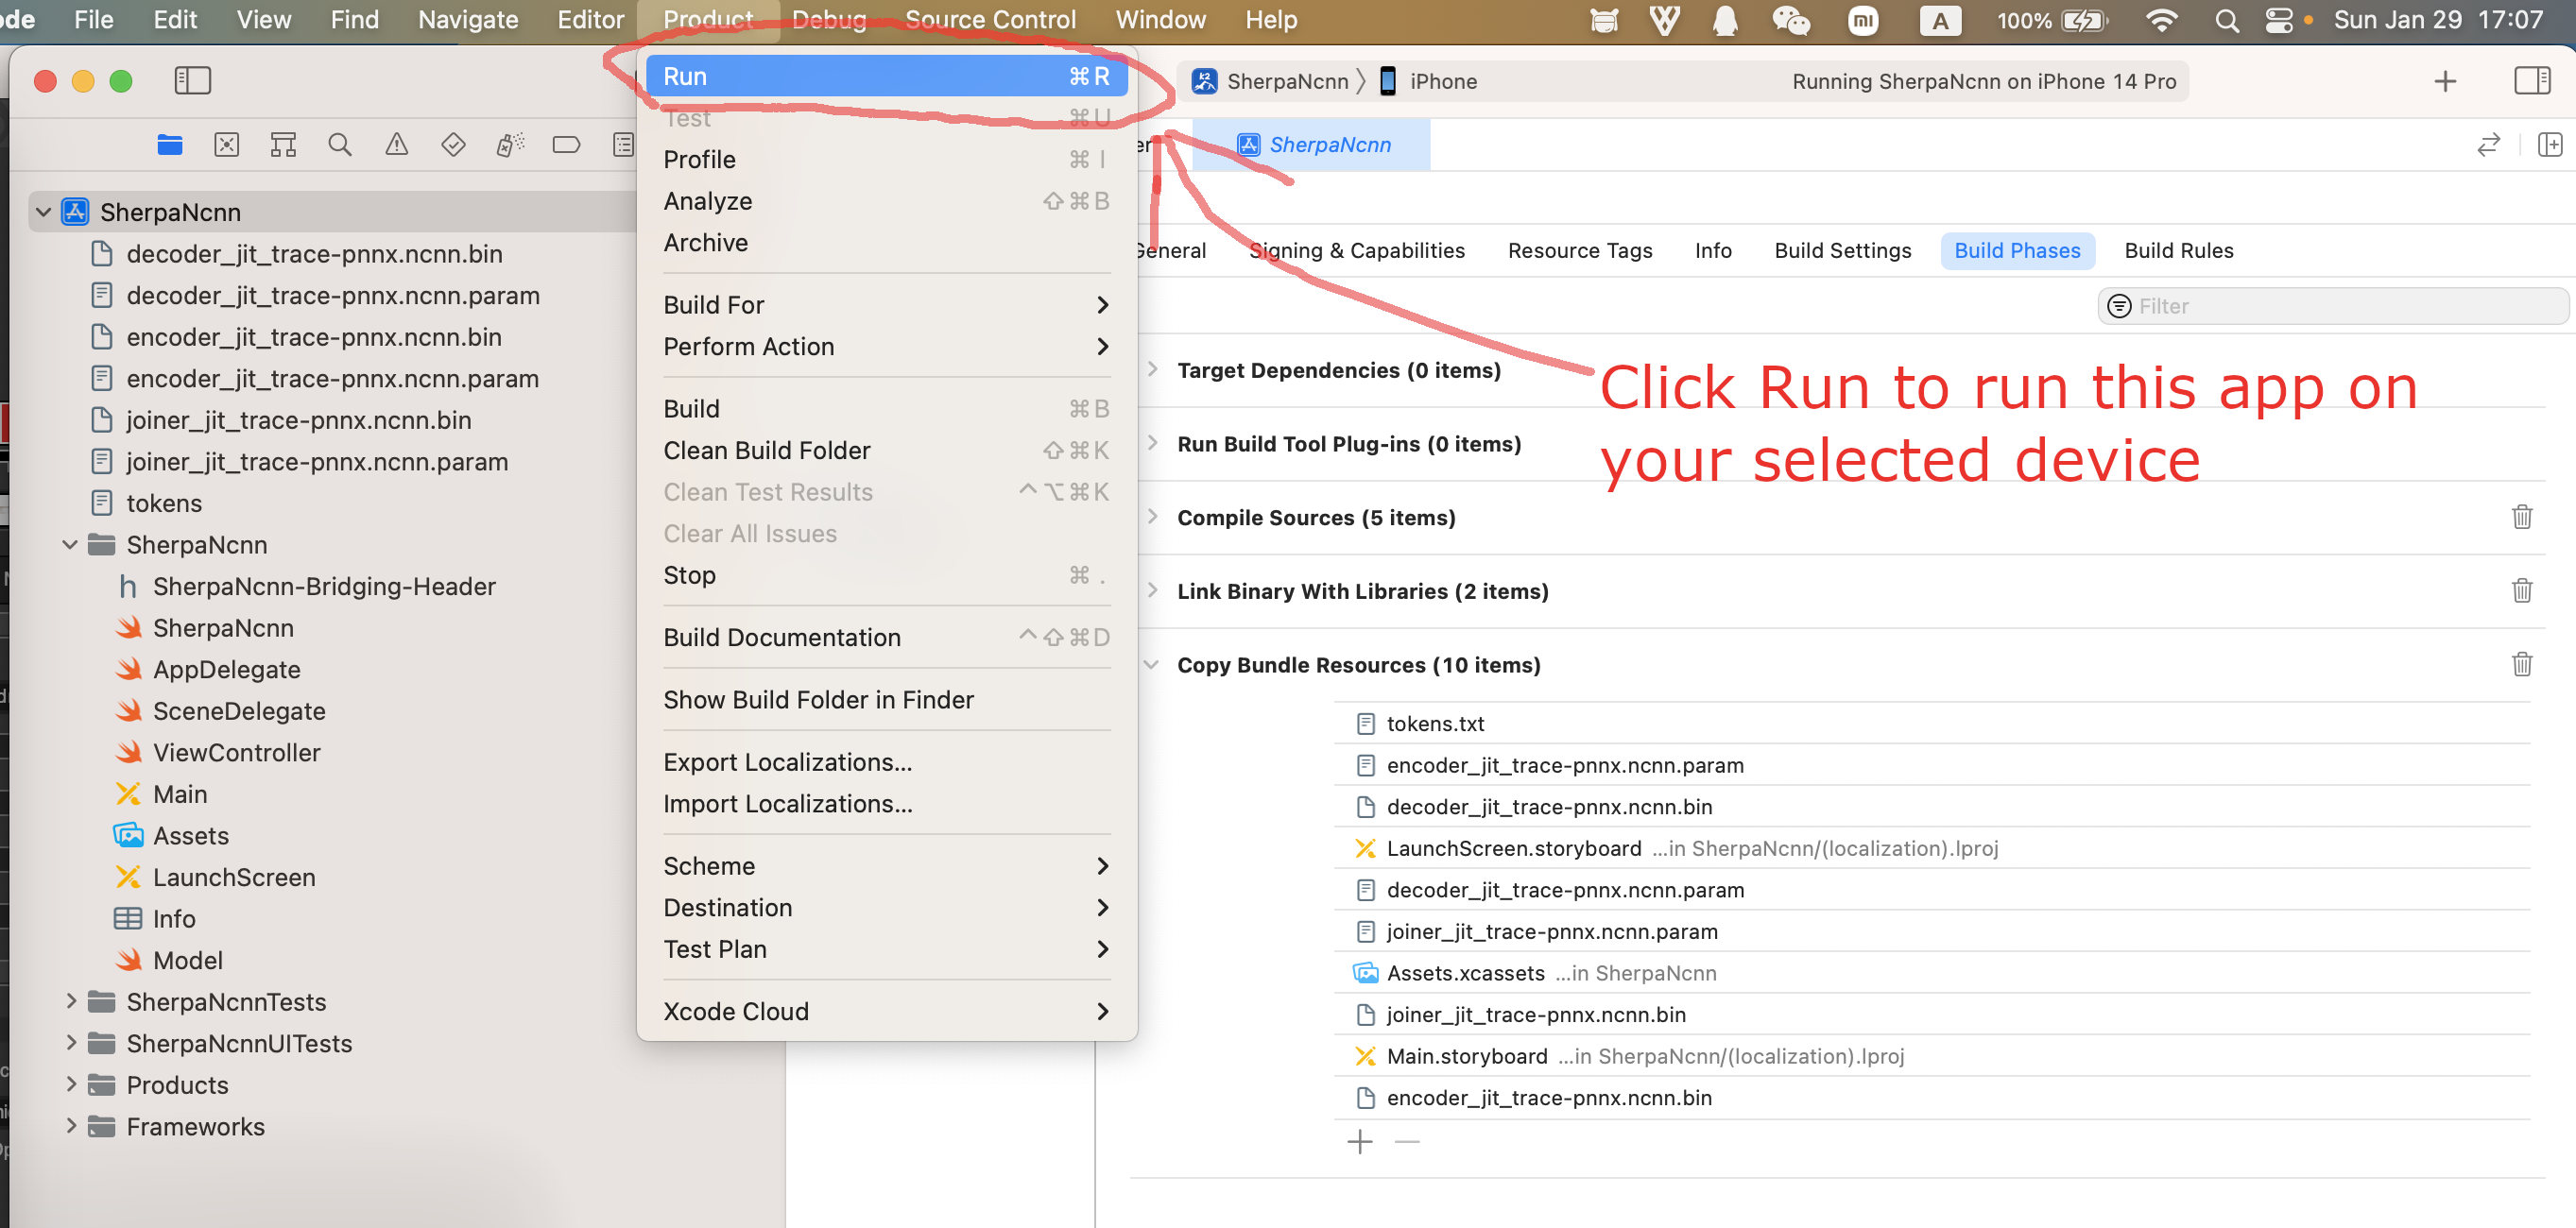 ode File Edit View Find Navigate Editor Product Debug Source Control Window Help mi A 100% Sun Jan 29 17:07
SherpaNcnn iPhone Running SherpaNcnn on iPhone 14 Pro
er SherpaNcnn
General Signing & Capabilities Resource Tags Info Build Settings Build Phases Build Rules
Filter
SherpaNcnn
decoder_jit_trace-pnnx.ncnn.bin
decoder_jit_trace-pnnx.ncnn.param
encoder_jit_trace-pnnx.ncnn.bin
encoder_jit_trace-pnnx.ncnn.param
joiner_jit_trace-pnnx.ncnn.bin
joiner_jit_trace-pnnx.ncnn.param
tokens
SherpaNcnn
h SherpaNcnn-Bridging-Header
SherpaNcnn
AppDelegate
SceneDelegate
ViewController
Main
Assets
LaunchScreen
Info
Model
SherpaNcnnTests
SherpaNcnnUITests
Products
Frameworks
Run ⌘R
Test ⌘U
Profile ⌘I
Analyze ⇧⌘B
Archive
Build For
Perform Action
Build ⌘B
Clean Build Folder ⇧⌘K
Clean Test Results ^⌥⌘K
Clear All Issues
Stop ⌘.
Build Documentation ^⇧⌘D
Show Build Folder in Finder
Export Localizations...
Import Localizations...
Scheme
Destination
Test Plan
Xcode Cloud
Target Dependencies (0 items)
Run Build Tool Plug-ins (0 items)
Compile Sources (5 items)
Link Binary With Libraries (2 items)
Copy Bundle Resources (10 items)
tokens.txt
encoder_jit_trace-pnnx.ncnn.param
decoder_jit_trace-pnnx.ncnn.bin
LaunchScreen.storyboard ...in SherpaNcnn/(localization).lproj
decoder_jit_trace-pnnx.ncnn.param
joiner_jit_trace-pnnx.ncnn.param
Assets.xcassets ...in SherpaNcnn
joiner_jit_trace-pnnx.ncnn.bin
Main.storyboard ...in SherpaNcnn/(localization).lproj
encoder_jit_trace-pnnx.ncnn.bin
Click Run to run this app on
your selected device